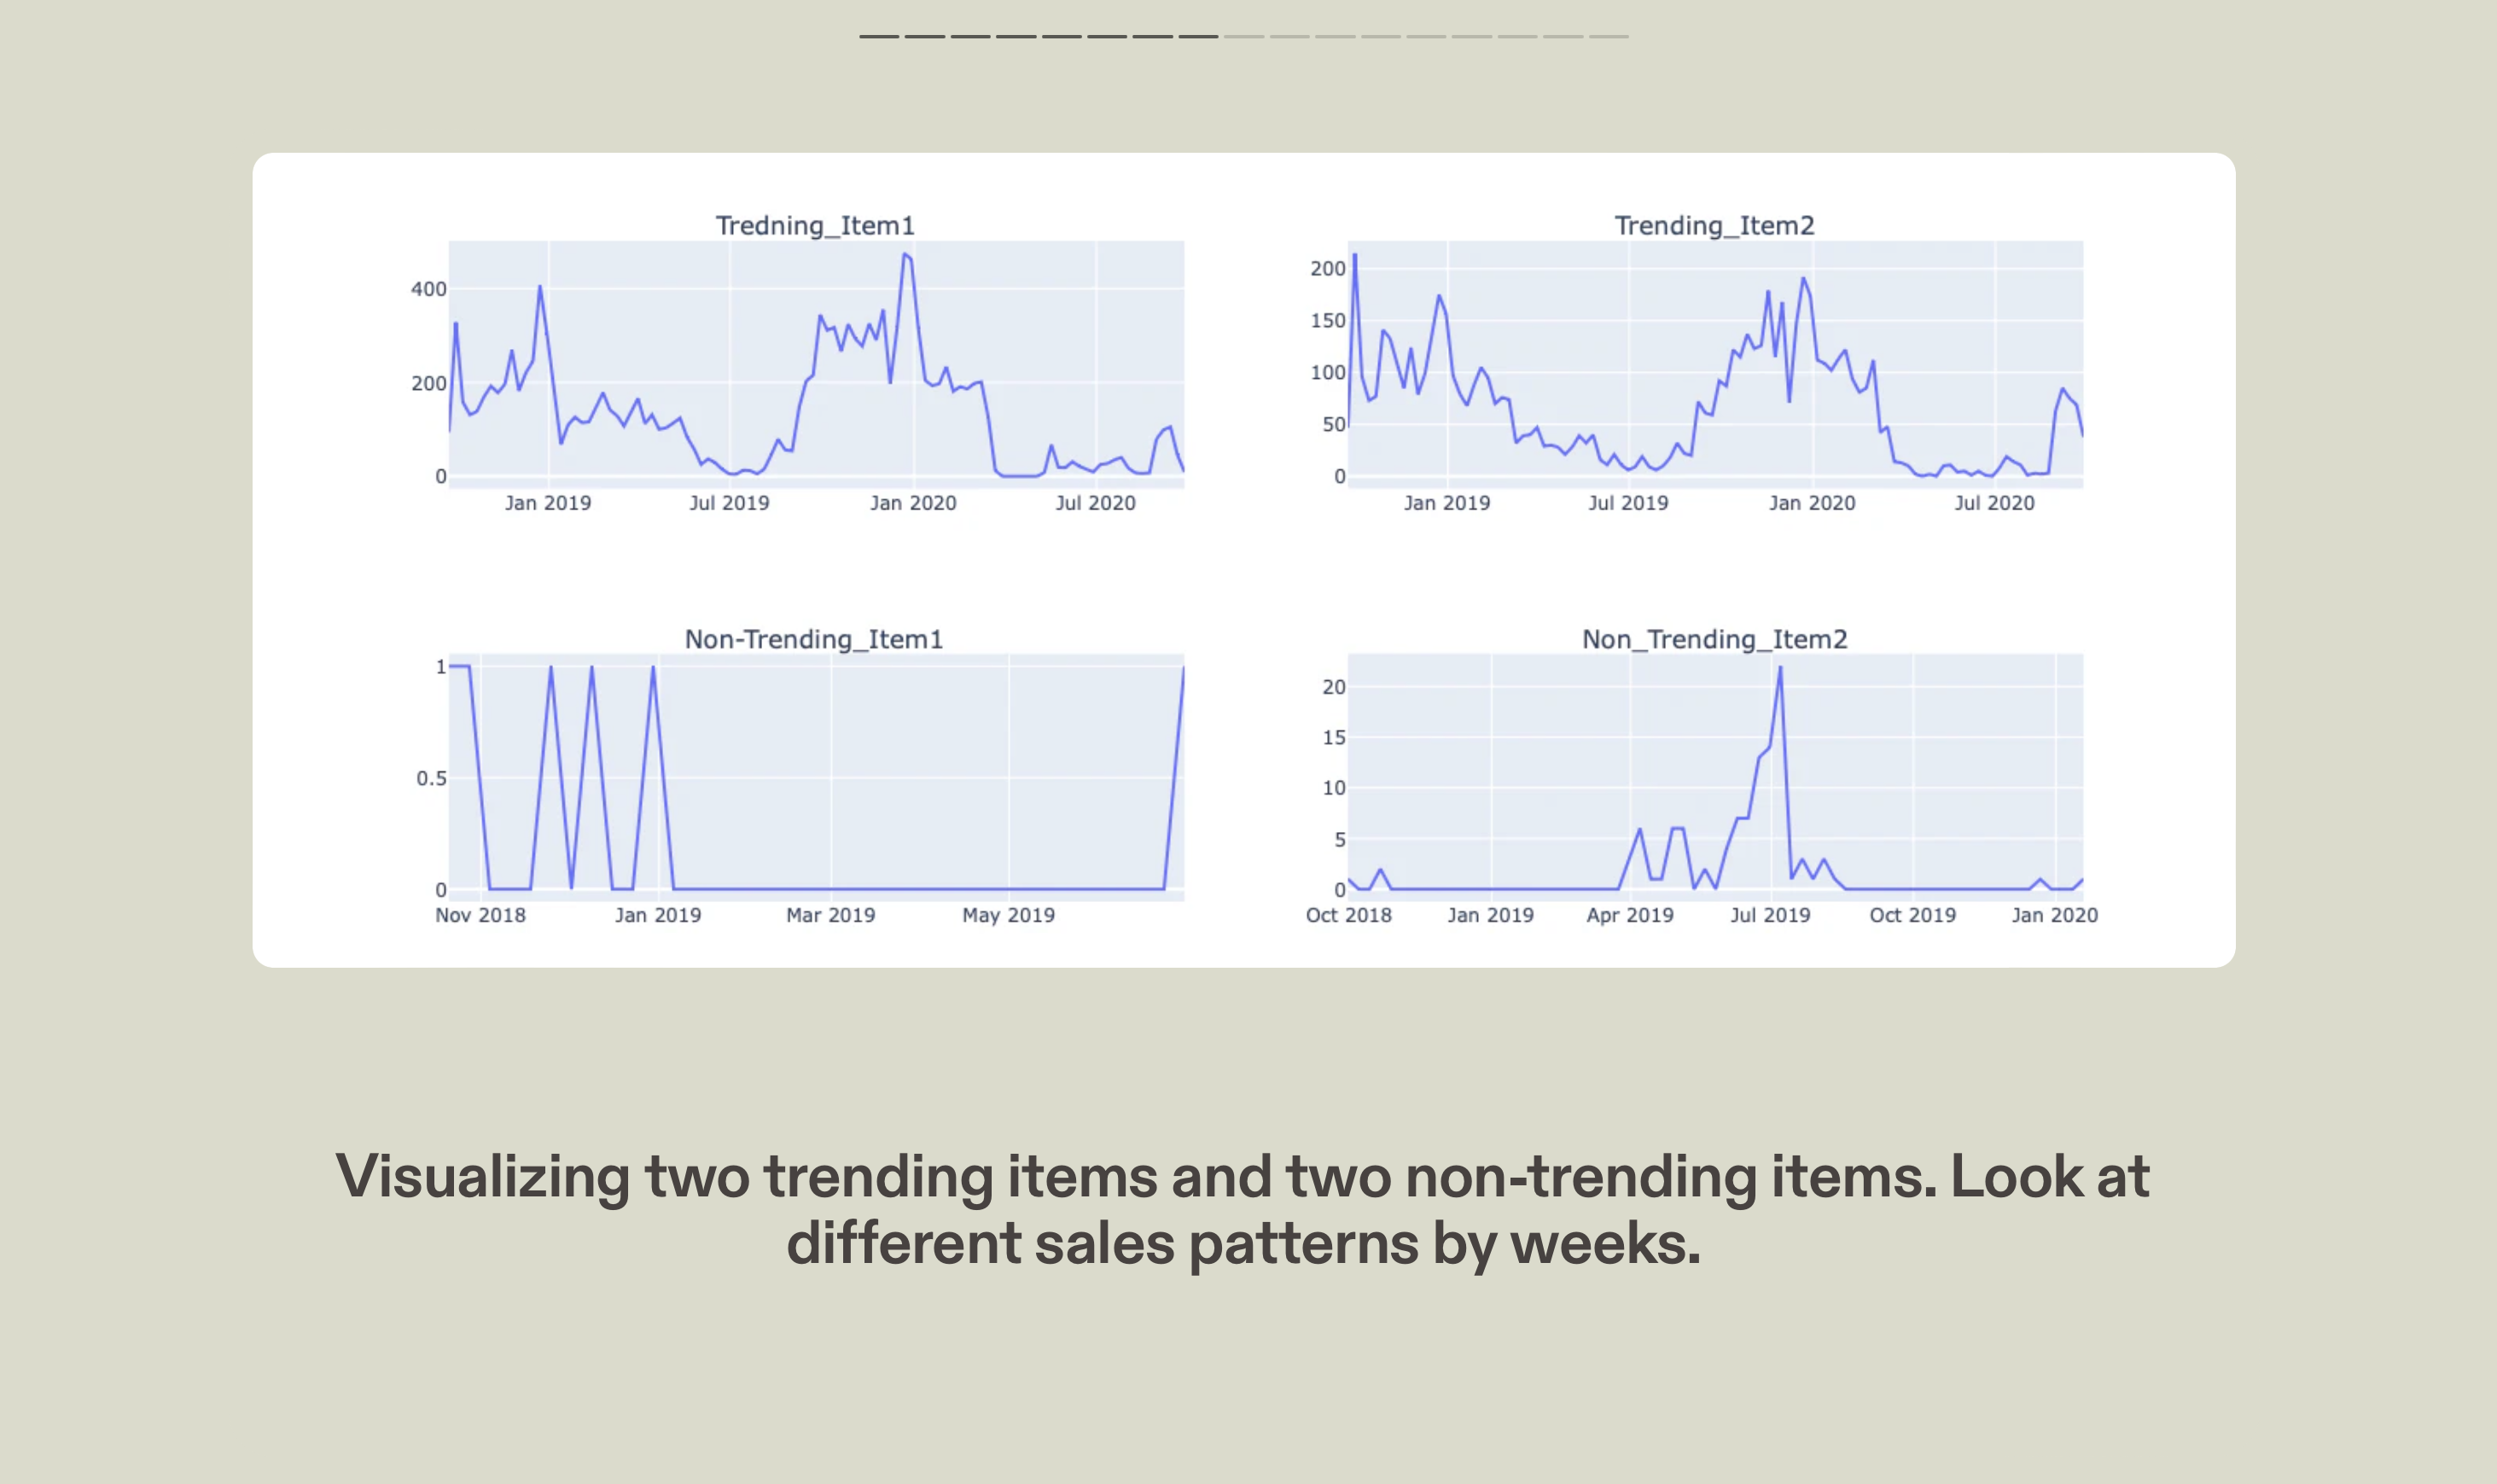 Tredning_Item1
400
200
0
Jan 2019 Jul 2019 Jan 2020 Jul 2020
Trending_Item2
200
150
100
50
0
Jan 2019 Jul 2019 Jan 2020 Jul 2020
Non-Trending_Item1
1
0.5
0
Nov 2018 Jan 2019 Mar 2019 May 2019
Non_Trending_Item2
20
15
10
5
0
Oct 2018 Jan 2019 Apr 2019 Jul 2019 Oct 2019 Jan 2020
Visualizing two trending items and two non-trending items. Look at
different sales patterns by weeks.